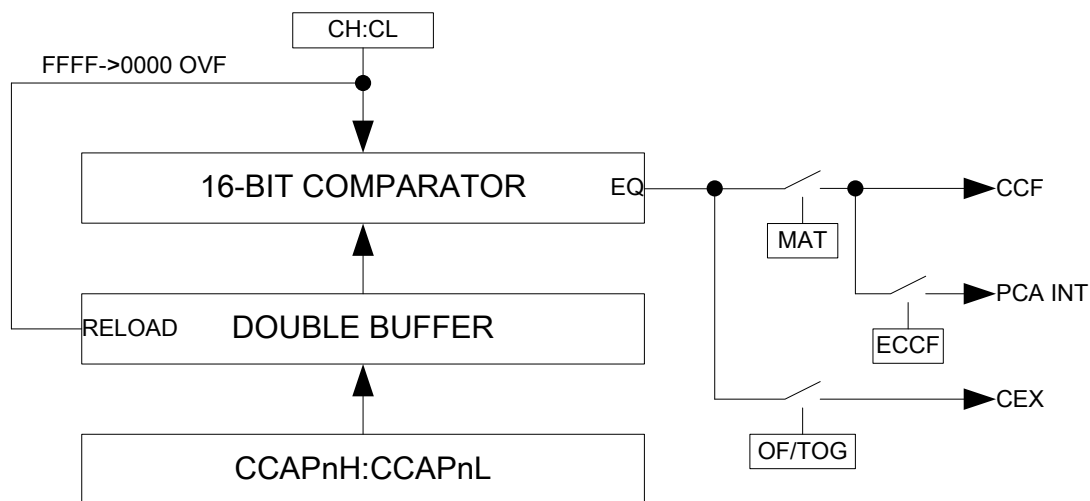 CH:CL
FFFF->0000 OVF
16-BIT COMPARATOR
EQ
CCF
MAT
PCA INT
RELOAD
DOUBLE BUFFER
ECCF
CEX
OF/TOG
CCAPnH:CCAPnL